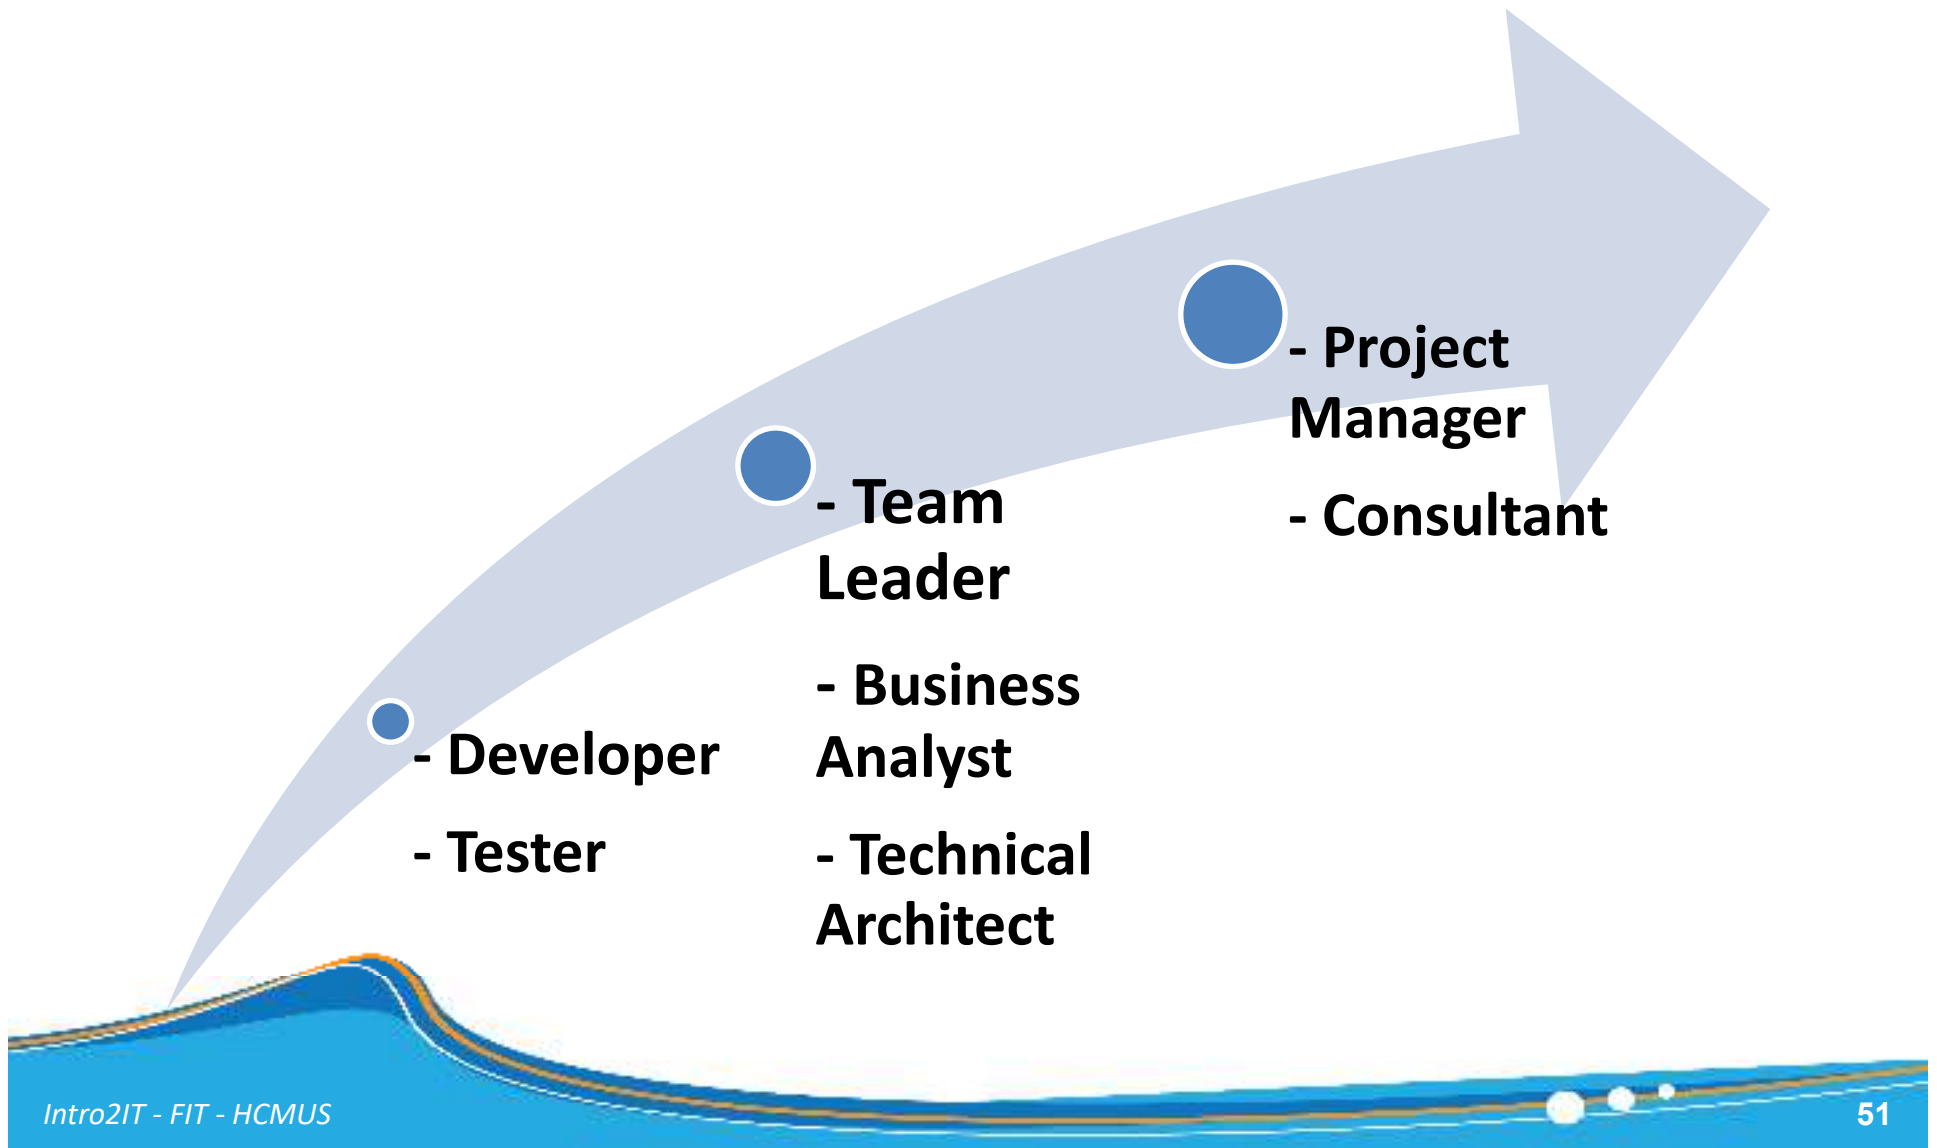 - Developer
- Tester
- Team
Leader
- Business
Analyst
- Technical
Architect
- Project
Manager
- Consultant
Intro2IT - FIT - HCMUS
51